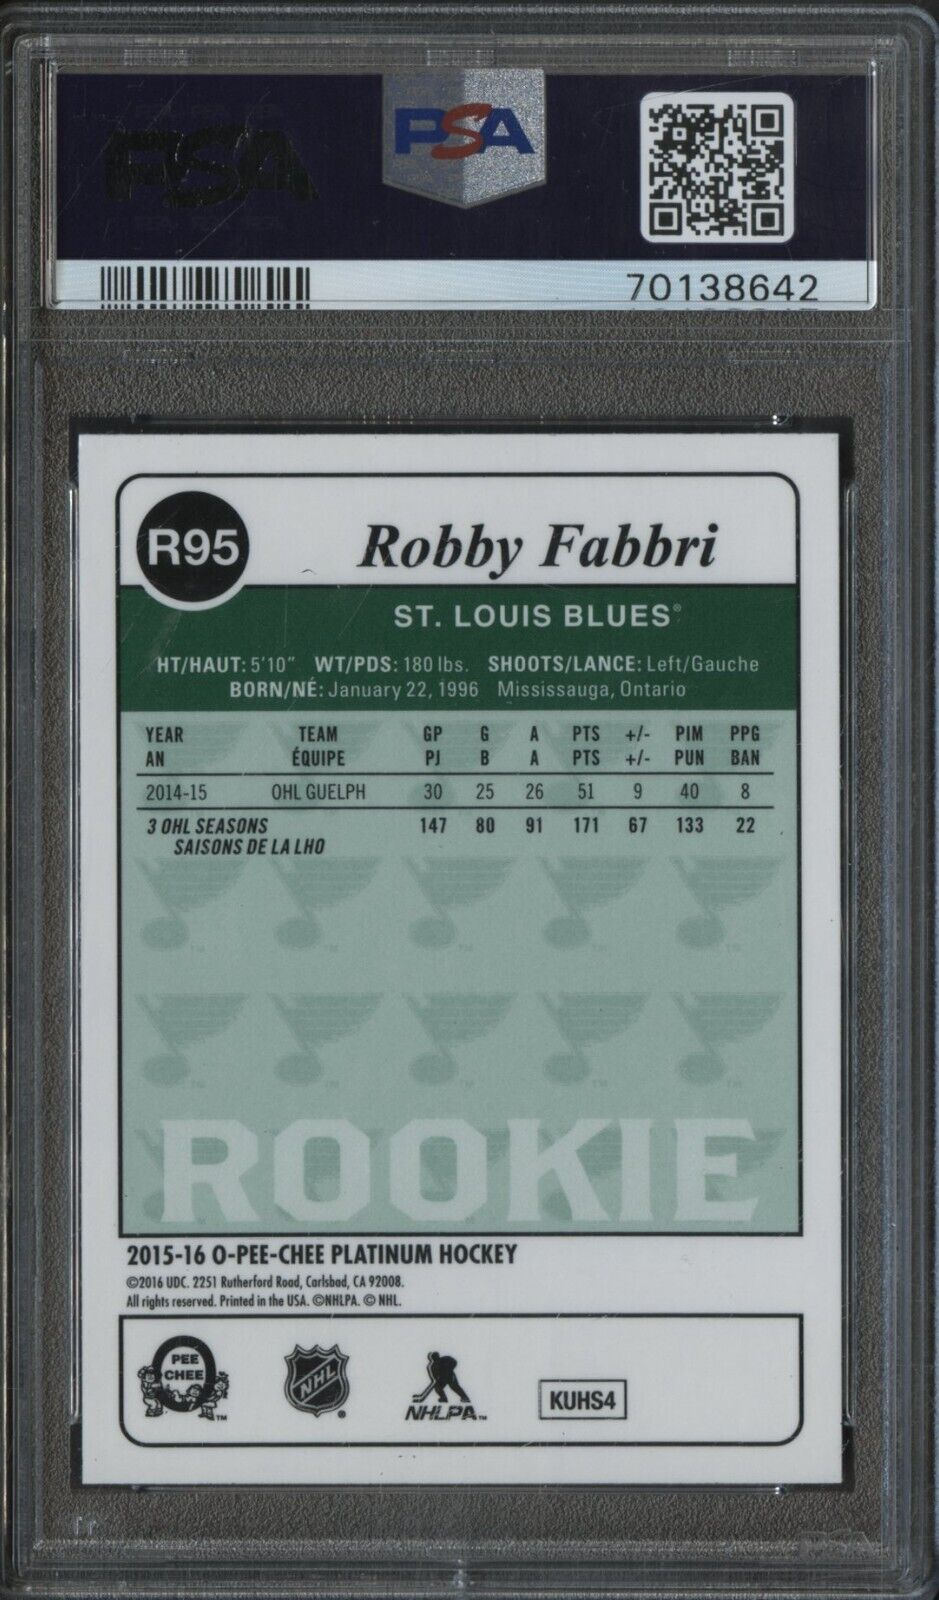 PSA
PSA
70138642
R95
Robby Fabbri
ST. LOUIS BLUES®
HT/HAUT: 5'10" WT/PDS: 180 lbs. SHOOTS/LANCE: Left/Gauche
BORN/NÉ: January 22, 1996 Mississauga, Ontario
YEAR TEAM GP G A PTS +/- PIM PPG
AN ÉQUIPE PJ B A PTS +/- PUN BAN
2014-15 OHL GUELPH 30 25 26 51 9 40 8
3 OHL SEASONS 147 80 91 171 67 133 22
SAISONS DE LA LHO
ROOKIE
2015-16 O-PEE-CHEE PLATINUM HOCKEY
©2016 UDC. 2251 Rutherford Road, Carlsbad, CA 92008.
All rights reserved. Printed in the USA. ©NHLPA. © NHL.
O PEE CHEE™ NHL® NHLPA™ KUHS4
PSA